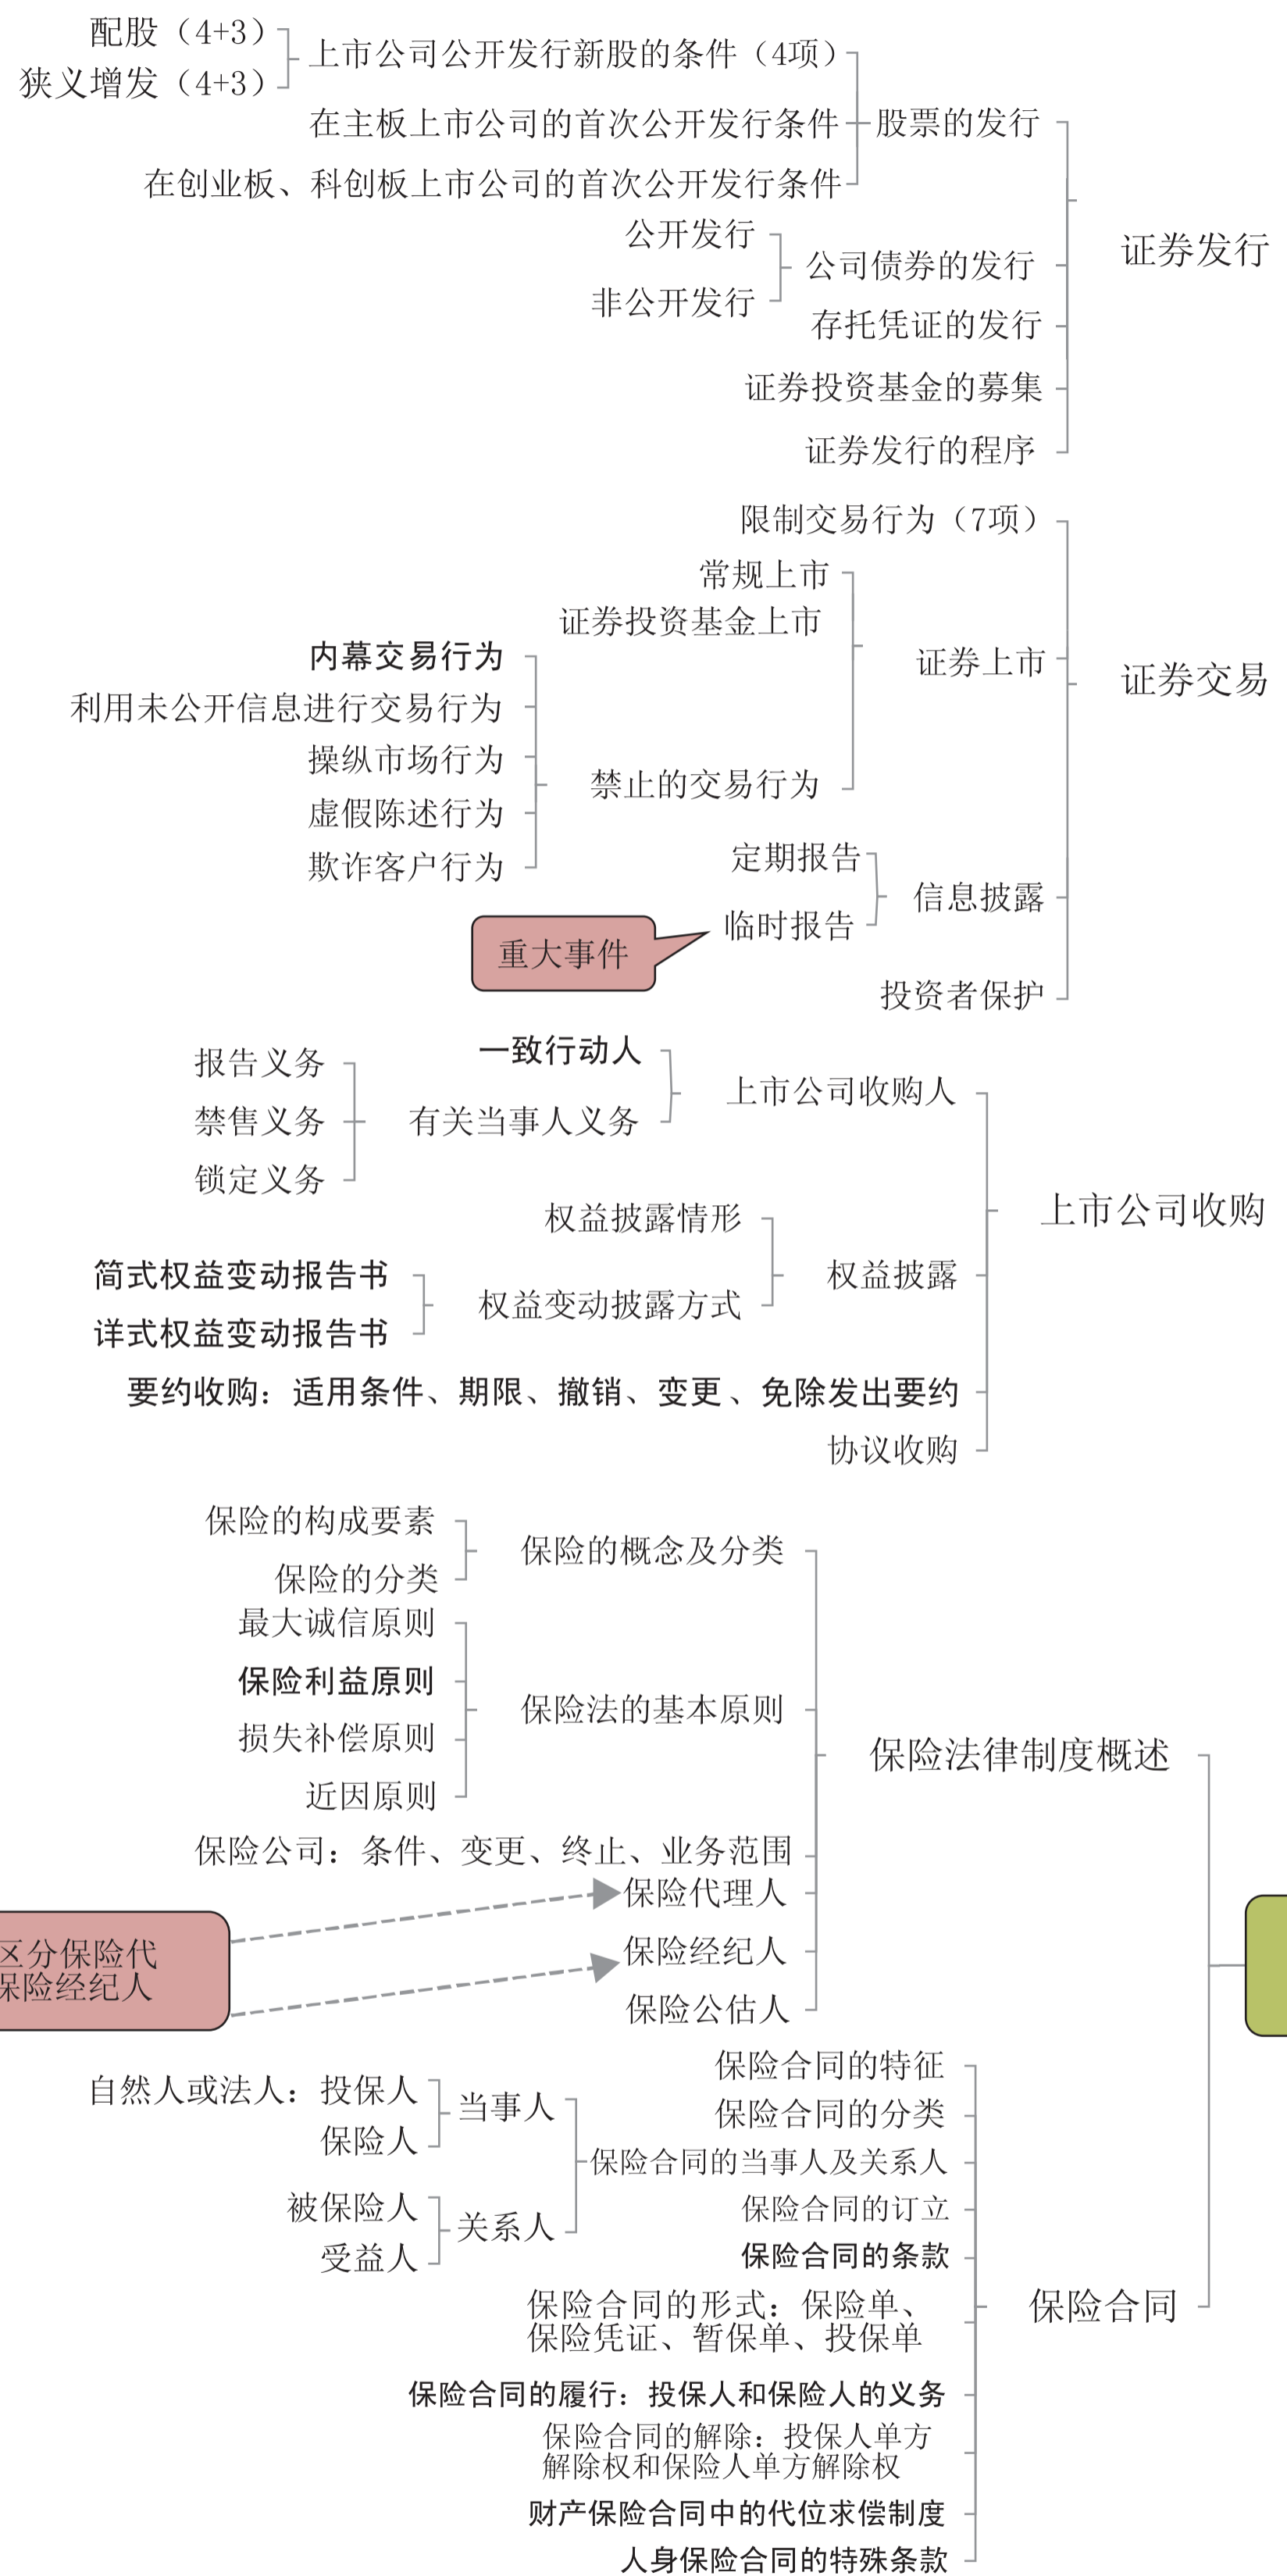 配股（4+3）
狭义增发（4+3）
上市公司公开发行新股的条件（4项）
在主板上市公司的首次公开发行条件
股票的发行
在创业板、科创板上市公司的首次公开发行条件
公开发行
非公开发行
公司债券的发行
证券发行
存托凭证的发行
证券投资基金的募集
证券发行的程序
限制交易行为（7项）
常规上市
证券投资基金上市
证券上市
证券交易
内幕交易行为
利用未公开信息进行交易行为
操纵市场行为
虚假陈述行为
欺诈客户行为
禁止的交易行为
定期报告
临时报告
信息披露
重大事件
投资者保护
一致行动人
上市公司收购人
报告义务
禁售义务
锁定义务
有关当事人义务
上市公司收购
权益披露情形
权益披露
简式权益变动报告书
详式权益变动报告书
权益变动披露方式
要约收购：适用条件、期限、撤销、变更、免除发出要约
协议收购
保险的构成要素
保险的分类
保险的概念及分类
最大诚信原则
保险利益原则
损失补偿原则
近因原则
保险法的基本原则
保险法律制度概述
保险公司：条件、变更、终止、业务范围
保险代理人
保险经纪人
保险公估人
区分保险代
保险经纪人
保险合同的特征
保险合同的分类
自然人或法人：投保人
保险人
当事人
保险合同的当事人及关系人
被保险人
受益人
关系人
保险合同的订立
保险合同的条款
保险合同的形式：保险单、
保险凭证、暂保单、投保单
保险合同
保险合同的履行：投保人和保险人的义务
保险合同的解除：投保人单方
解除权和保险人单方解除权
财产保险合同中的代位求偿制度
人身保险合同的特殊条款